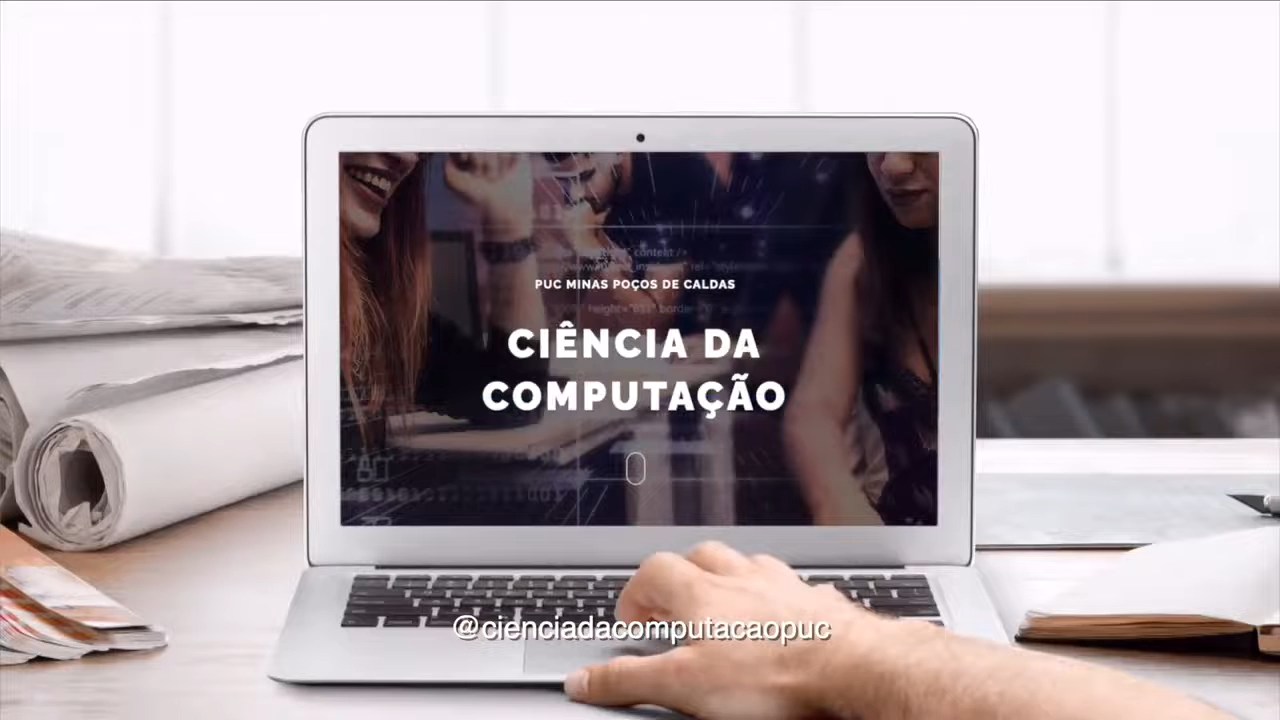 PUC MINAS POÇOS DE CALDAS
CIÊNCIA DA
COMPUTAÇÃO
@cienciadacomputacaopuc